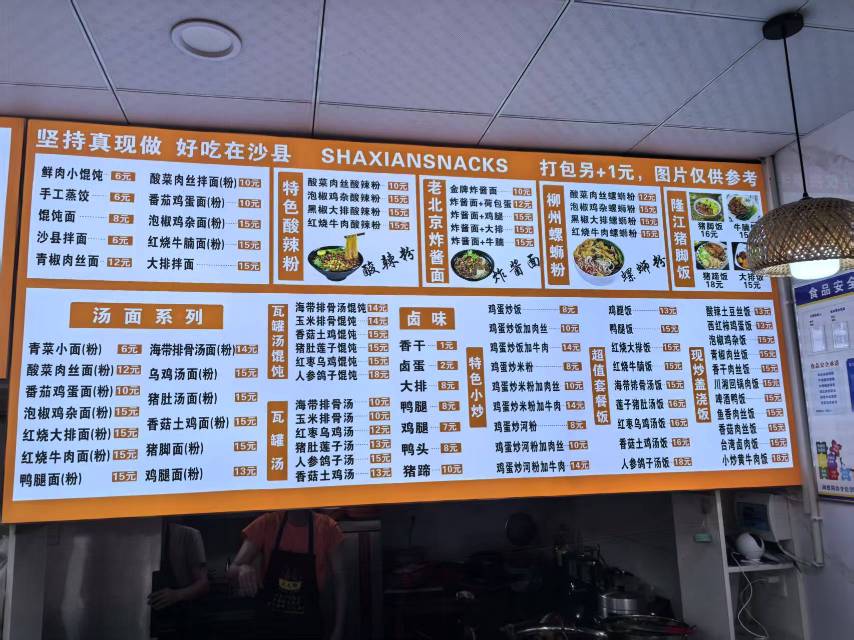 坚持真现做 好吃在沙县 SHAXIANSNACKS 打包另+1元，图片仅供参考
鲜肉小馄饨 6元
手工蒸饺 6元
馄饨面 8元
沙县拌面 6元
青椒肉丝面 12元
酸菜肉丝拌面(粉) 10元
番茄鸡蛋面(粉) 10元
泡椒鸡杂面(粉) 15元
红烧牛腩面(粉) 15元
大排拌面 15元
特色酸辣粉
酸菜肉丝酸辣粉 10元
泡椒鸡杂酸辣粉 15元
黑椒大排酸辣粉 15元
红烧牛肉酸辣粉 15元
酸辣粉
老北京炸酱面
金牌炸酱面 10元
炸酱面+荷包蛋 12元
炸酱面+鸡腿 15元
炸酱面+大排 15元
炸酱面+牛腩 15元
炸酱面
柳州螺蛳粉
酸菜肉丝螺蛳粉 12元
泡椒鸡杂螺蛳粉 15元
黑椒大排螺蛳粉 15元
红烧牛肉螺蛳粉 15元
螺蛳粉
隆江猪脚饭
猪脚饭
16元
猪蹄饭
18元
大排饭
汤面系列
青菜小面(粉) 6元
酸菜肉丝面(粉) 12元
番茄鸡蛋面(粉) 10元
泡椒鸡杂面(粉) 15元
红烧大排面(粉) 15元
红烧牛肉面(粉) 15元
鸭腿面(粉) 15元
海带排骨汤面(粉) 14元
乌鸡汤面(粉) 15元
猪肚汤面(粉) 15元
香菇土鸡面(粉) 15元
猪脚面(粉) 15元
鸡腿面(粉) 13元
瓦罐汤馄饨
海带排骨汤馄饨 14元
玉米排骨馄饨 14元
香菇土鸡馄饨 15元
猪肚莲子馄饨 15元
红枣乌鸡馄饨 15元
人参鸽子馄饨 18元
瓦罐汤
海带排骨汤 10元
玉米排骨汤 10元
红枣乌鸡汤 12元
猪肚莲子汤 13元
人参鸽子汤 15元
香菇土鸡汤 13元
卤味
香干 1元
卤蛋 2元
大排 8元
鸭腿 8元
鸡腿 7元
鸭头 8元
猪蹄 10元
特色小炒
鸡蛋炒饭 8元
鸡蛋炒饭加肉丝 10元
鸡蛋炒饭加牛肉 14元
鸡蛋炒米粉 8元
鸡蛋炒米粉加肉丝 10元
鸡蛋炒米粉加牛肉 14元
鸡蛋炒河粉 8元
鸡蛋炒河粉加肉丝 10元
鸡蛋炒河粉加牛肉 14元
超值套餐饭
鸡腿饭 13元
鸭腿饭 15元
红烧大排饭 15元
红烧牛腩饭 15元
海带排骨汤饭 15元
莲子猪肚汤饭 16元
红枣乌鸡汤饭 16元
香菇土鸡汤饭 16元
人参鸽子汤饭 18元
现炒盖浇饭
酸辣土豆丝饭 13元
西红柿鸡蛋饭 13元
泡椒鸡杂饭 15元
青椒肉丝饭 15元
香干肉丝饭 15元
川湘回锅肉饭 15元
啤酒鸭饭 15元
鱼香肉丝饭 15元
香菇肉丝饭 15元
台湾卤肉饭 15元
小炒黄牛肉饭 18元
食品安全